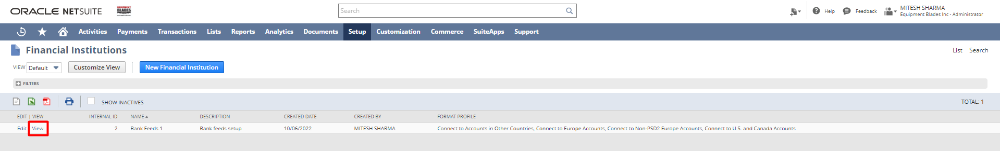 ORACLE NETSUITE
EQUIPMENT
BLADES
Search
Help
Feedback
MITESH SHARMA
Equipment Blades Inc - Administrator
Activities Payments Transactions Lists Reports Analytics Documents Setup Customization Commerce SuiteApps Support
Financial Institutions
List Search
VIEW Default Customize View New Financial Institution
FILTERS
SHOW INACTIVES TOTAL: 1
EDIT | VIEW INTERNAL ID NAME DESCRIPTION CREATED DATE CREATED BY FORMAT PROFILE
Edit View 2 Bank Feeds 1 Bank feeds setup 10/06/2022 MITESH SHARMA Connect to Accounts in Other Countries, Connect to Europe Accounts, Connect to Non-PSD2 Europe Accounts, Connect to U.S. and Canada Accounts